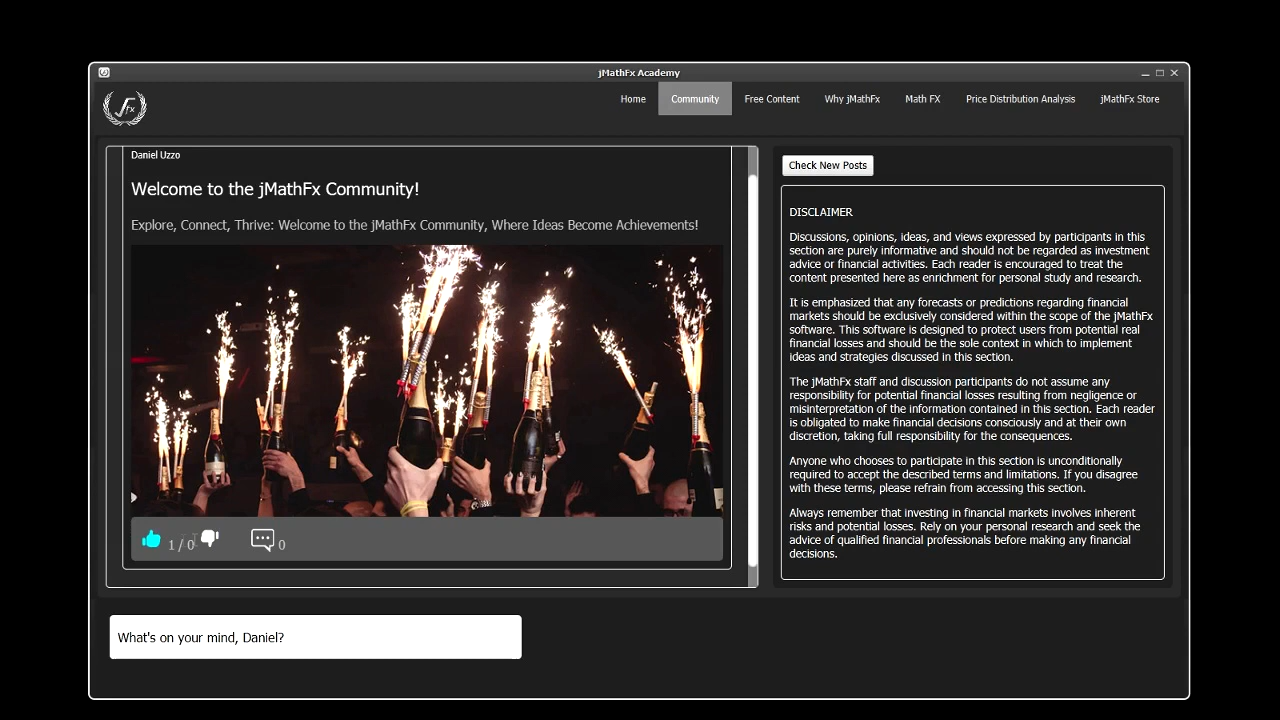 jMathFx Academy
Home
Community
Free Content
Why jMathFx
Math FX
Price Distribution Analysis
jMathFx Store
Daniel Uzzo
Welcome to the jMathFx Community!
Explore, Connect, Thrive: Welcome to the jMathFx Community, Where Ideas Become Achievements!
1 / 0
0
What's on your mind, Daniel?
Check New Posts
DISCLAIMER
Discussions, opinions, ideas, and views expressed by participants in this
section are purely informative and should not be regarded as investment
advice or financial activities. Each reader is encouraged to treat the
content presented here as enrichment for personal study and research.
It is emphasized that any forecasts or predictions regarding financial
markets should be exclusively considered within the scope of the jMathFx
software. This software is designed to protect users from potential real
financial losses and should be the sole context in which to implement
ideas and strategies discussed in this section.
The jMathFx staff and discussion participants do not assume any
responsibility for potential financial losses resulting from negligence or
misinterpretation of the information contained in this section. Each reader
is obligated to make financial decisions consciously and at their own
discretion, taking full responsibility for the consequences.
Anyone who chooses to participate in this section is unconditionally
required to accept the described terms and limitations. If you disagree
with these terms, please refrain from accessing this section.
Always remember that investing in financial markets involves inherent
risks and potential losses. Rely on your personal research and seek the
advice of qualified financial professionals before making any financial
decisions.